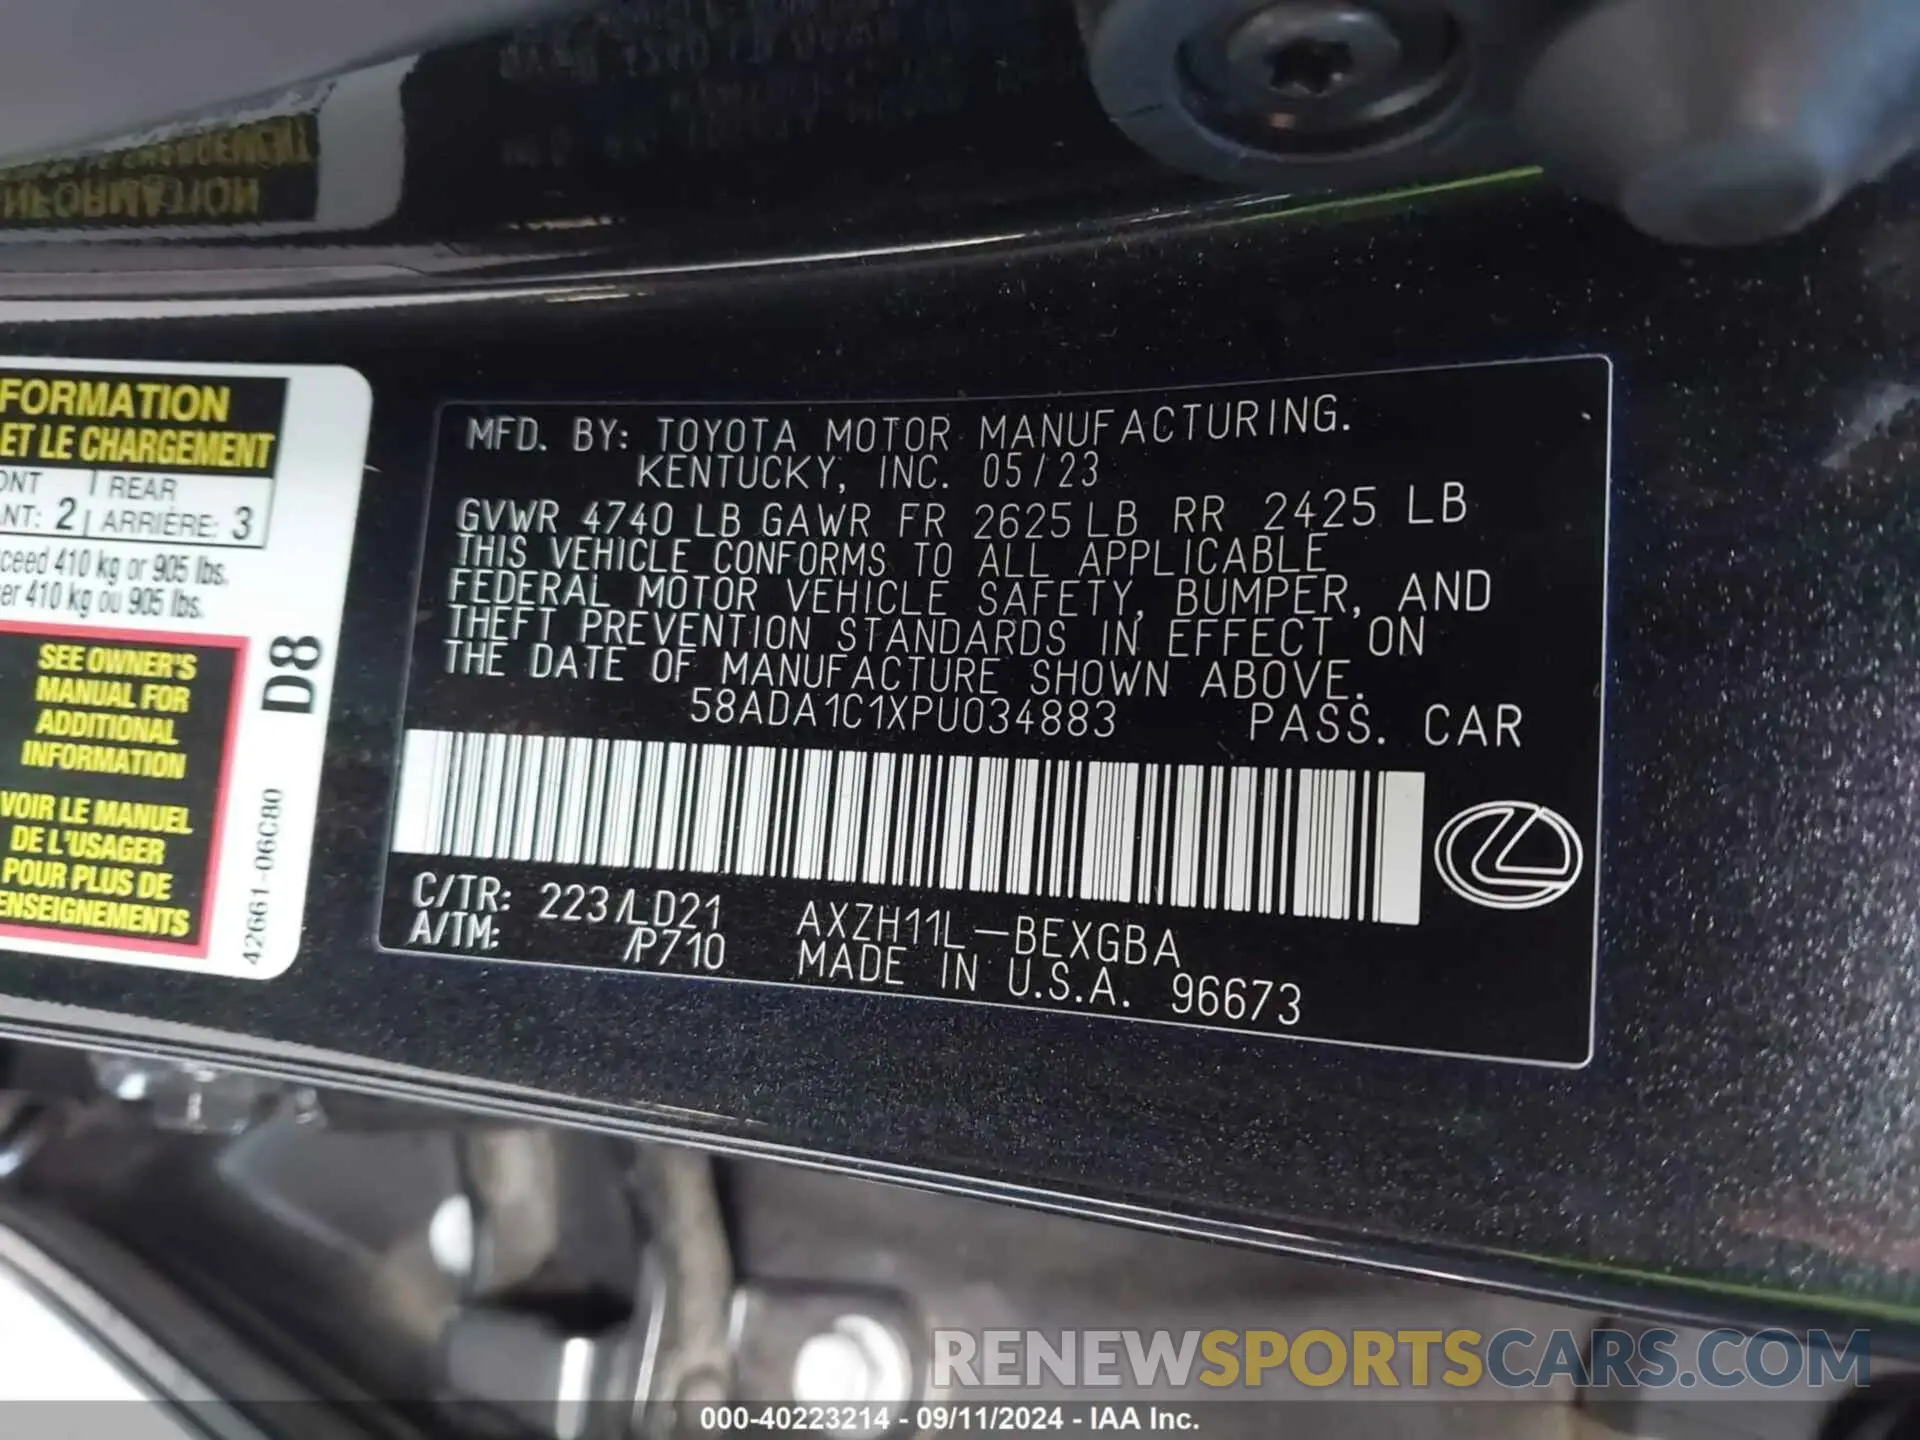 INFORMATION
FORMATION
ET LE CHARGEMENT
REAR
2 ARRIÈRE: 3
410 kg or 905 lbs.
410 kg ou 905 lbs.
SEE OWNER'S
MANUAL FOR
ADDITIONAL
INFORMATION
VOIR LE MANUEL
DE L'USAGER
POUR PLUS DE
ENSEIGNEMENTS
D8
42661-06C80
MFD. BY: TOYOTA MOTOR MANUFACTURING.
KENTUCKY, INC. 05/23
GVWR 4740 LB GAWR FR 2625 LB RR 2425 LB
THIS VEHICLE CONFORMS TO ALL APPLICABLE
FEDERAL MOTOR VEHICLE SAFETY, BUMPER, AND
THEFT PREVENTION STANDARDS IN EFFECT ON
THE DATE OF MANUFACTURE SHOWN ABOVE.
58ADA1C1XPU034883 PASS. CAR
C/TR: 223/LD21 AXZH11L-BEXGBA
A/TM: /P710 MADE IN U.S.A. 96673
RENEWSPORTSCARS.COM
000-40223214 - 09/11/2024 - IAA Inc.